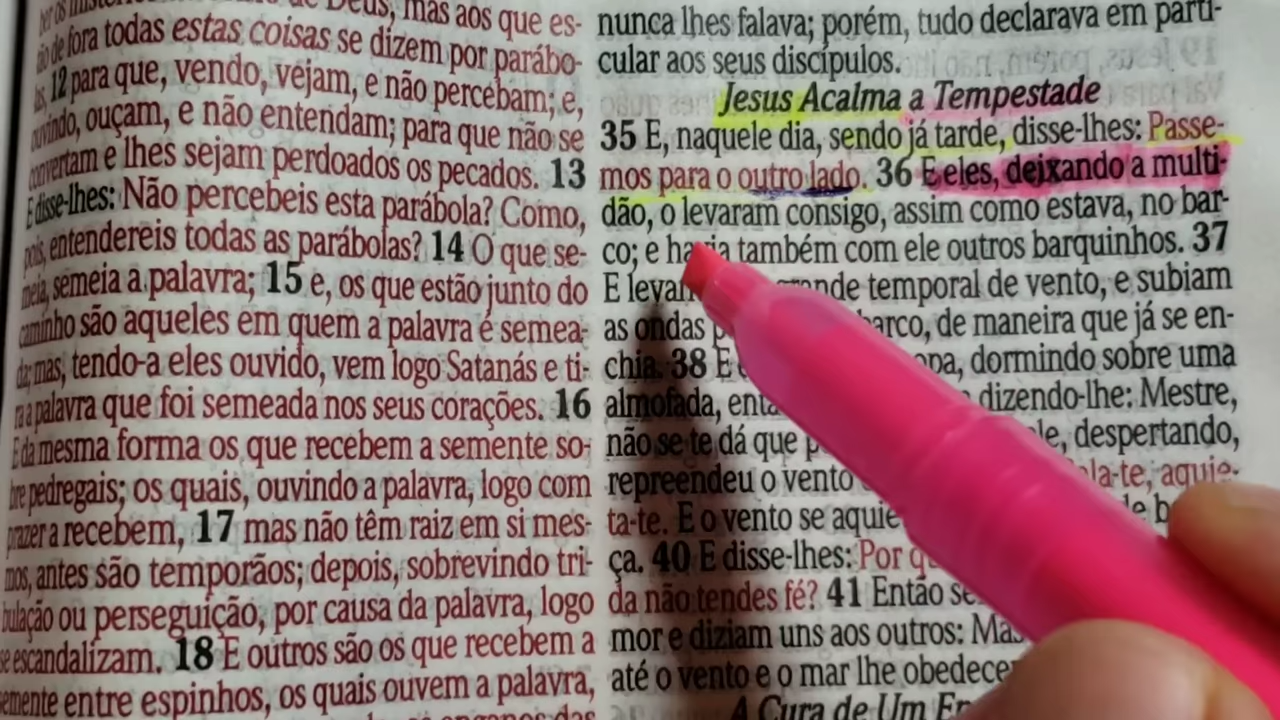 Deus, mas aos que es-
de fora todas estas coisas se dizem por parábo-
las, 12 para que, vendo, vejam, e não percebam; e,
ouvindo, ouçam, e não entendam; para que não se
convertam e lhes sejam perdoados os pecados. 13
E disse-lhes: Não percebeis esta parábola? Como,
pois, entendereis todas as parábolas? 14 O que se-
meia, semeia a palavra; 15 e, os que estão junto do
caminho são aqueles em quem a palavra é semea-
da; mas, tendo-a eles ouvido, vem logo Satanás e ti-
ra a palavra que foi semeada nos seus corações. 16
E da mesma forma os que recebem a semente so-
bre pedregais; os quais, ouvindo a palavra, logo com
prazer a recebem, 17 mas não têm raiz em si mes-
mos, antes são temporãos; depois, sobrevindo tri-
bulação ou perseguição, por causa da palavra, logo
se escandalizam. 18 E outros são os que recebem a
semente entre espinhos, os quais ouvem a palavra,
nunca lhes falava; porém, tudo declarava em parti-
cular aos seus discípulos.
Jesus Acalma a Tempestade
35 E, naquele dia, sendo já tarde, disse-lhes: Passe-
mos para o outro lado. 36 E eles, deixando a multi-
dão, o levaram consigo, assim como estava, no bar-
co; e havia também com ele outros barquinhos. 37
E levan grande temporal de vento, e subiam
as ondas barco, de maneira que já se en-
chia. 38 E opa, dormindo sobre uma
almofada, dizendo-lhe: Mestre,
não se te dá que le, despertando,
repreendeu o vento la-te, aquie-
ta-te. E o vento se aquie de b
ça. 40 E disse-lhes: Por q
da não tendes fé? 41 Então se
mor e diziam uns aos outros: Mas
até o vento e o mar lhe obedecem
A Cura de Um En